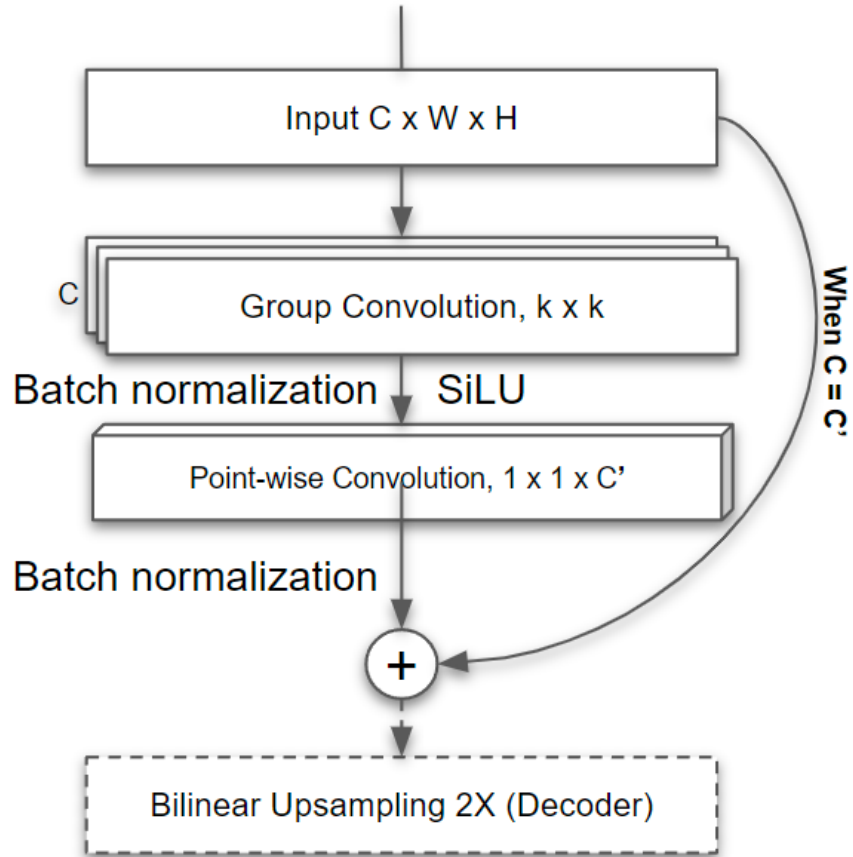 Input C x W x H
C
Group Convolution, k x k
Batch normalization SiLU
When C = C’
Point-wise Convolution, 1 x 1 x C’
Batch normalization
+
Bilinear Upsampling 2X (Decoder)